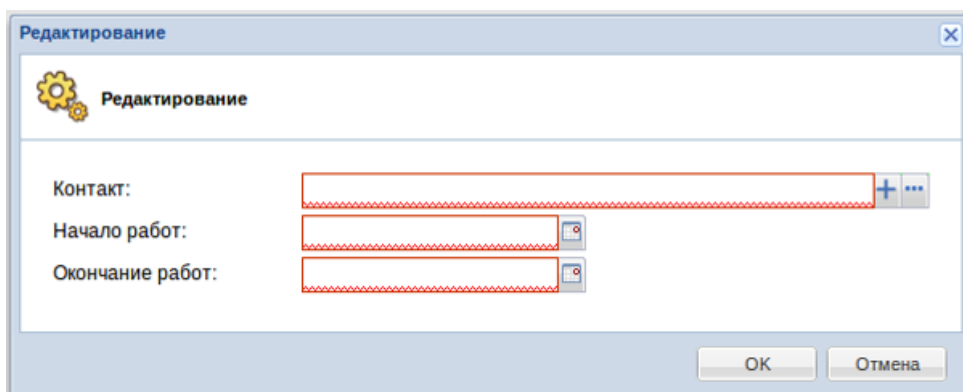 Редактирование
Редактирование
Контакт:
Начало работ:
Окончание работ:
OK Отмена